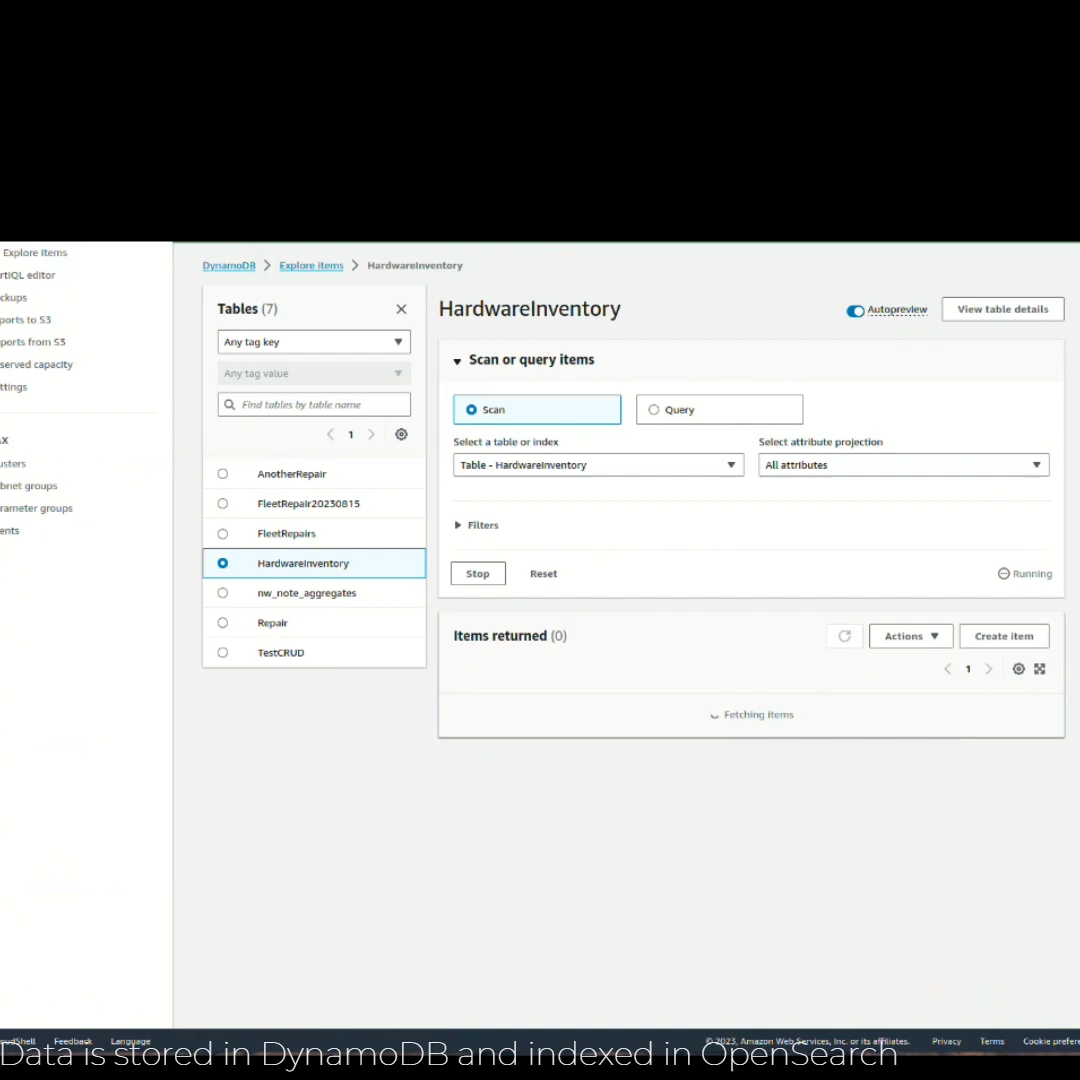 Explore Items
rtiQL editor
ckups
ports to S3
ports from S3
served capacity
ttings
AX
usters
bnet groups
rameter groups
ents
DynamoDB > Explore items > HardwareInventory
Tables (7)
Any tag key
Any tag value
Find tables by table name
1
AnotherRepair
FleetRepair20230815
FleetRepairs
HardwareInventory
nw_note_aggregates
Repair
TestCRUD
HardwareInventory
Autopreview
View table details
Scan or query items
Scan
Query
Select a table or index
Select attribute projection
Table - HardwareInventory
All attributes
Filters
Stop
Reset
Running
Items returned (0)
Actions
Create item
1
Fetching items
oudShell Feedback Language
© 2023, Amazon Web Services, Inc. or its affiliates. Privacy Terms Cookie prefere
Data is stored in DynamoDB and indexed in OpenSearch